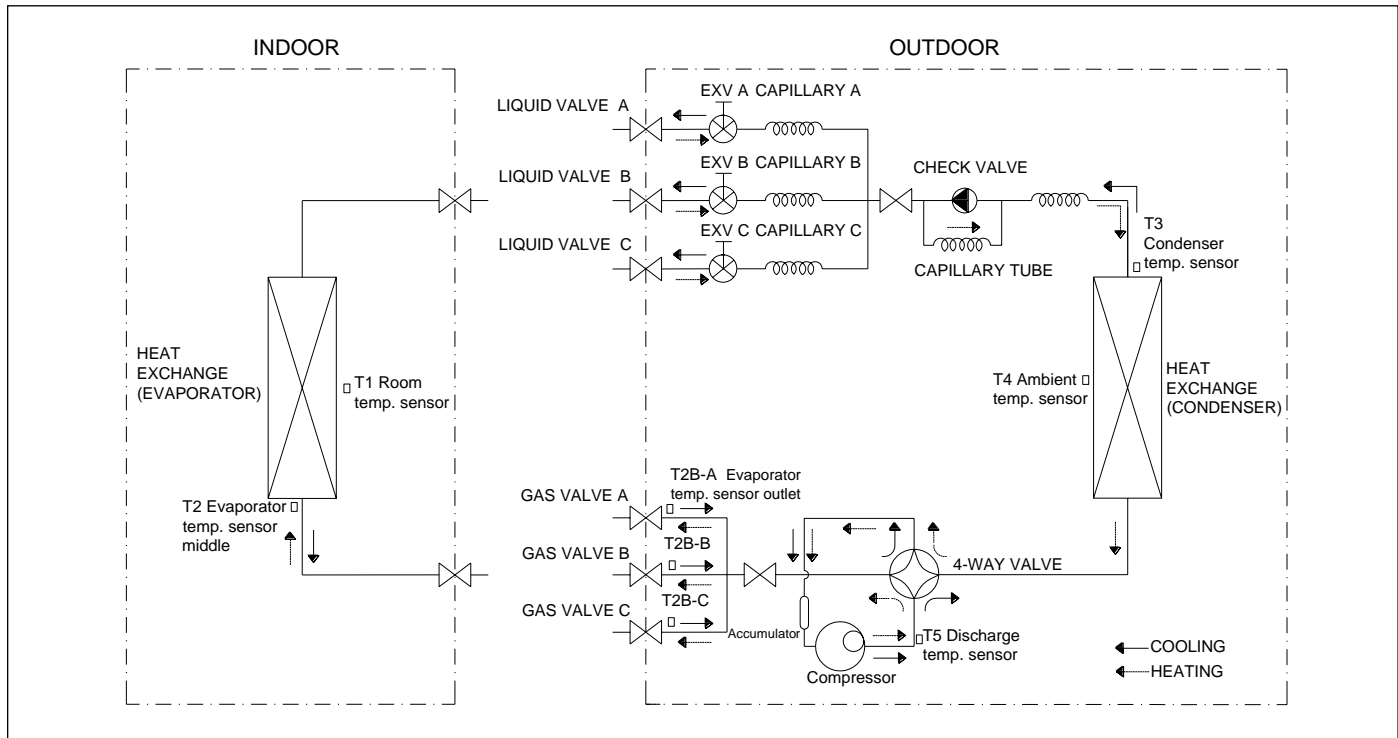 INDOOR
OUTDOOR
LIQUID VALVE A
EXV A CAPILLARY A
LIQUID VALVE B
EXV B CAPILLARY B
CHECK VALVE
LIQUID VALVE C
EXV C CAPILLARY C
CAPILLARY TUBE
T3
Condenser
temp. sensor
HEAT
EXCHANGE
(EVAPORATOR)
T1 Room
temp. sensor
T4 Ambient
temp. sensor
HEAT
EXCHANGE
(CONDENSER)
T2 Evaporator
temp. sensor
middle
T2B-A Evaporator
temp. sensor outlet
GAS VALVE A
T2B-B
GAS VALVE B
T2B-C
GAS VALVE C
4-WAY VALVE
Accumulator
Compressor
T5 Discharge
temp. sensor
COOLING
HEATING